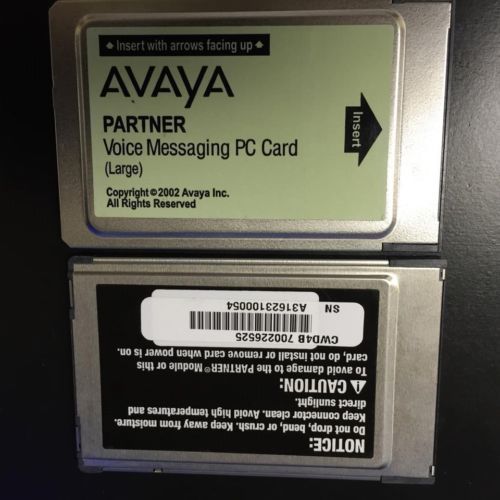 Insert with arrows facing up
AVAYA
PARTNER
Voice Messaging PC Card
(Large)
Copyright © 2002 Avaya Inc.
All Rights Reserved
Insert
NOTICE:
Do not drop, bend, or crush. Keep away from moisture.
Keep connector clean. Avoid high temperatures and
direct sunlight.
⚠ CAUTION:
To avoid damage to the PARTNER® Module or this
card, do not install or remove card when power is on.
CWD4B 700226525
A31623100054
SN